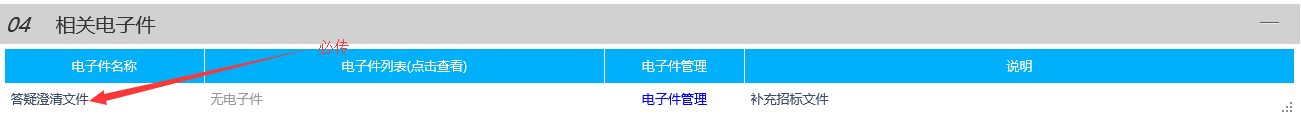 04 相关电子件
必传
电子件名称 电子件列表(点击查看) 电子件管理 说明
答疑澄清文件 无电子件 电子件管理 补充招标文件